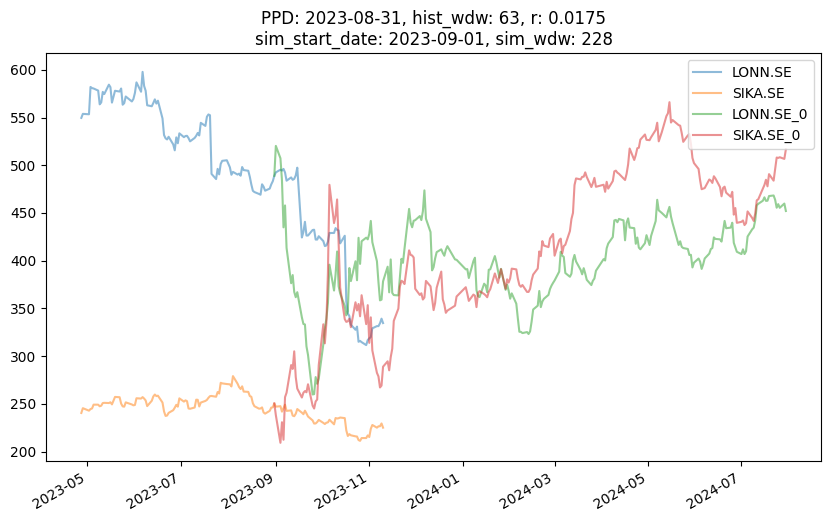 PPD: 2023-08-31, hist_wdw: 63, r: 0.0175
sim_start_date: 2023-09-01, sim_wdw: 228
600
550
500
450
400
350
300
250
200
LONN.SE
SIKA.SE
LONN.SE_0
SIKA.SE_0
2023-05
2023-07
2023-09
2023-11
2024-01
2024-03
2024-05
2024-07